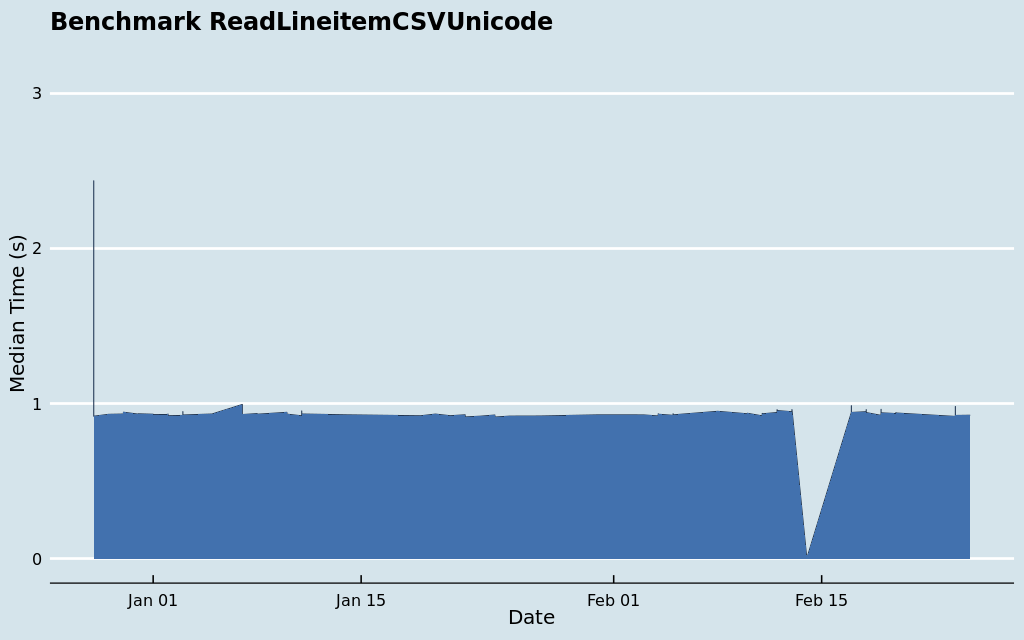 Benchmark ReadLineitemCSVUnicode
3
2
1
0
Median Time (s)
Jan 01
Jan 15
Feb 01
Feb 15
Date